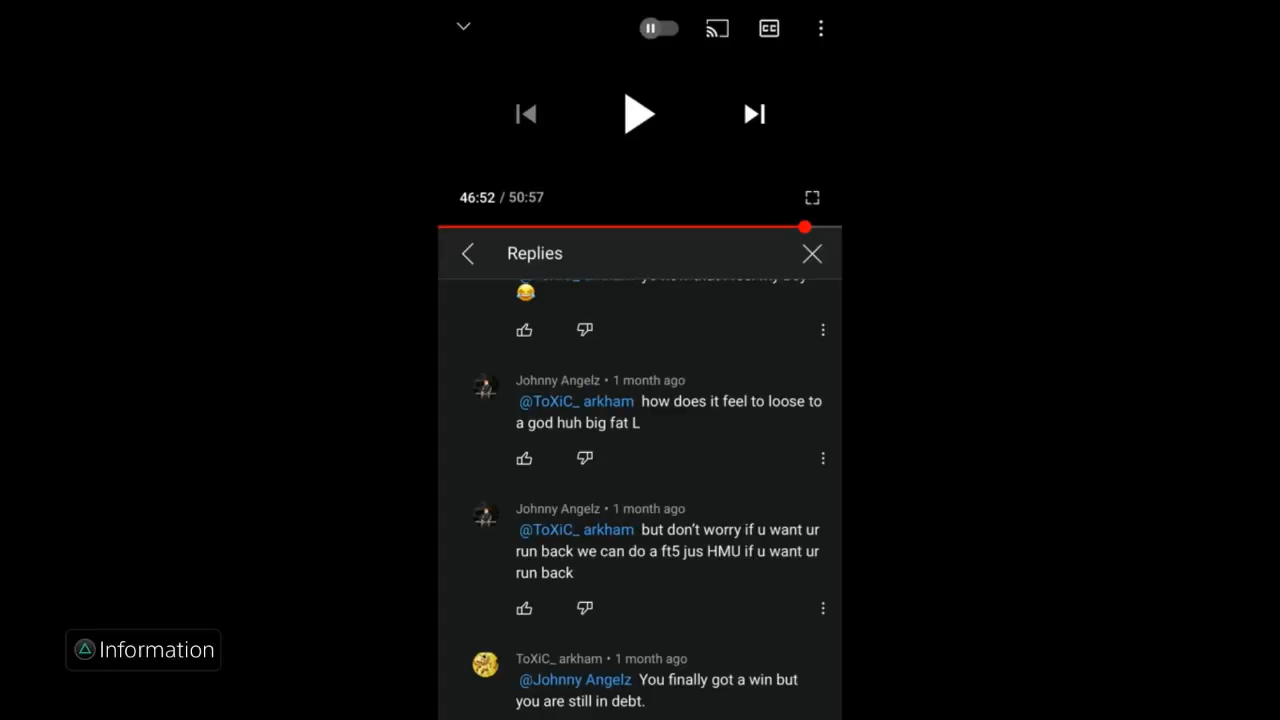 46:52 / 50:57
Replies
😂
Johnny Angelz • 1 month ago
@ToXiC_ arkham how does it feel to loose to
a god huh big fat L
Johnny Angelz • 1 month ago
@ToXiC_ arkham but don’t worry if u want ur
run back we can do a ft5 jus HMU if u want ur
run back
ToXiC_ arkham • 1 month ago
@Johnny Angelz You finally got a win but
you are still in debt.
Information